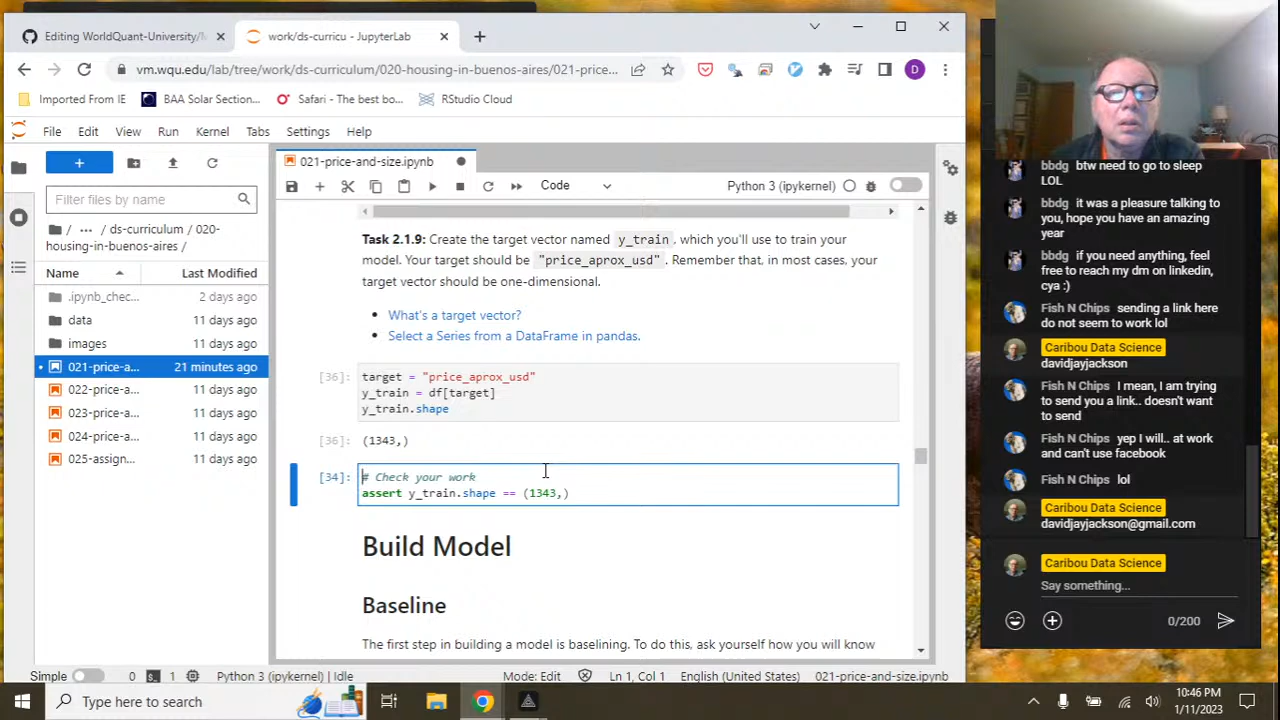 Editing WorldQuant-University/M
work/ds-curricu - JupyterLab
vm.wqu.edu/lab/tree/work/ds-curriculum/020-housing-in-buenos-aires/021-price...
D
Imported From IE
BAA Solar Section...
Safari - The best bo...
RStudio Cloud
File Edit View Run Kernel Tabs Settings Help
021-price-and-size.ipynb
Code
Python 3 (ipykernel)
Filter files by name
/ ... / ds-curriculum / 020-
housing-in-buenos-aires /
Name Last Modified
.ipynb_chec... 2 days ago
data 11 days ago
images 11 days ago
021-price-a... 21 minutes ago
022-price-a... 11 days ago
023-price-a... 11 days ago
024-price-a... 11 days ago
025-assign... 11 days ago
Task 2.1.9: Create the target vector named y_train, which you'll use to train your
model. Your target should be "price_aprox_usd". Remember that, in most cases, your
target vector should be one-dimensional.
• What's a target vector?
• Select a Series from a DataFrame in pandas.
[36]: target = "price_aprox_usd"
y_train = df[target]
y_train.shape
[36]: (1343,)
[34]: # Check your work
assert y_train.shape == (1343,)
Build Model
Baseline
The first step in building a model is baselining. To do this, ask yourself how you will know
Simple 0 1 Python 3 (ipykernel) | Idle Mode: Edit Ln 1, Col 1 English (United States) 021-price-and-size.ipynb
bbdg btw need to go to sleep
LOL
bbdg it was a pleasure talking to
you, hope you have an amazing
year
bbdg if you need anything, feel
free to reach my dm on linkedin,
cya :)
Fish N Chips sending a link here
do not seem to work lol
Caribou Data Science
davidjayjackson
Fish N Chips I mean, I am trying
to send you a link.. doesn't want
to send
Fish N Chips yep I will.. at work
and can't use facebook
Fish N Chips lol
Caribou Data Science
davidjayjackson@gmail.com
Caribou Data Science
Say something...
0/200
Type here to search
10:46 PM
1/11/2023